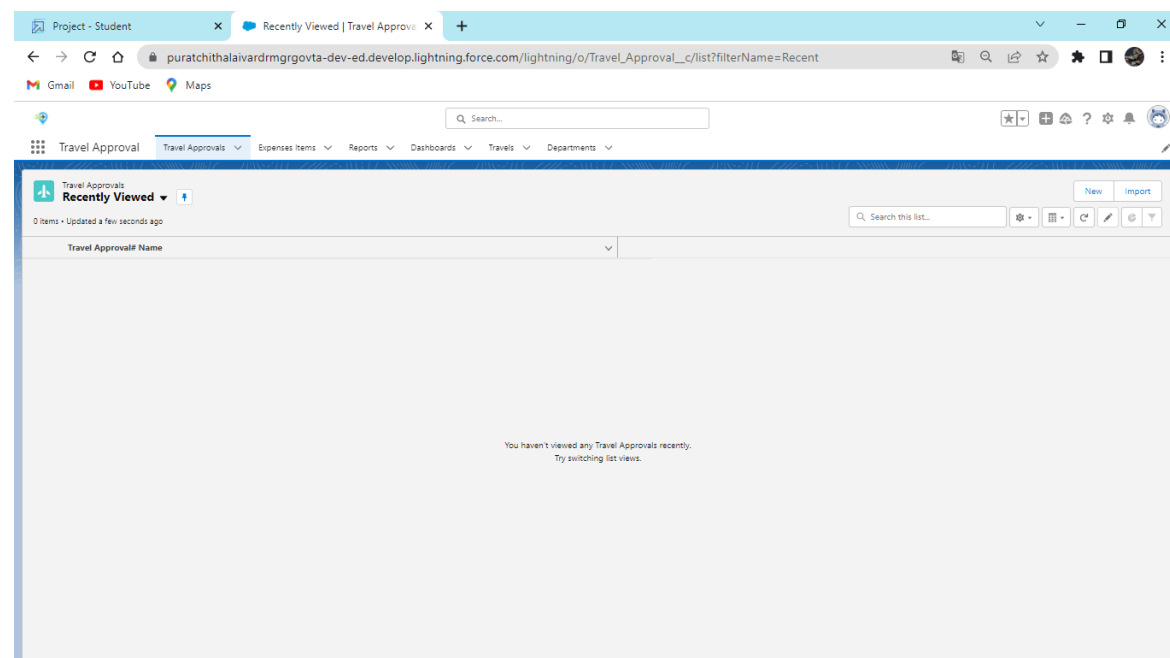 Project - Student
Recently Viewed | Travel Approva
puratchithalaivardrmgrgovta-dev-ed.develop.lightning.force.com/lightning/o/Travel_Approval__c/list?filterName=Recent
Gmail YouTube Maps
Search...
Travel Approval Travel Approvals Expenses Items Reports Dashboards Travels Departments
Travel Approvals
Recently Viewed
New Import
0 items • Updated a few seconds ago
Search this list...
Travel Approval# Name
You haven't viewed any Travel Approvals recently.
Try switching list views.